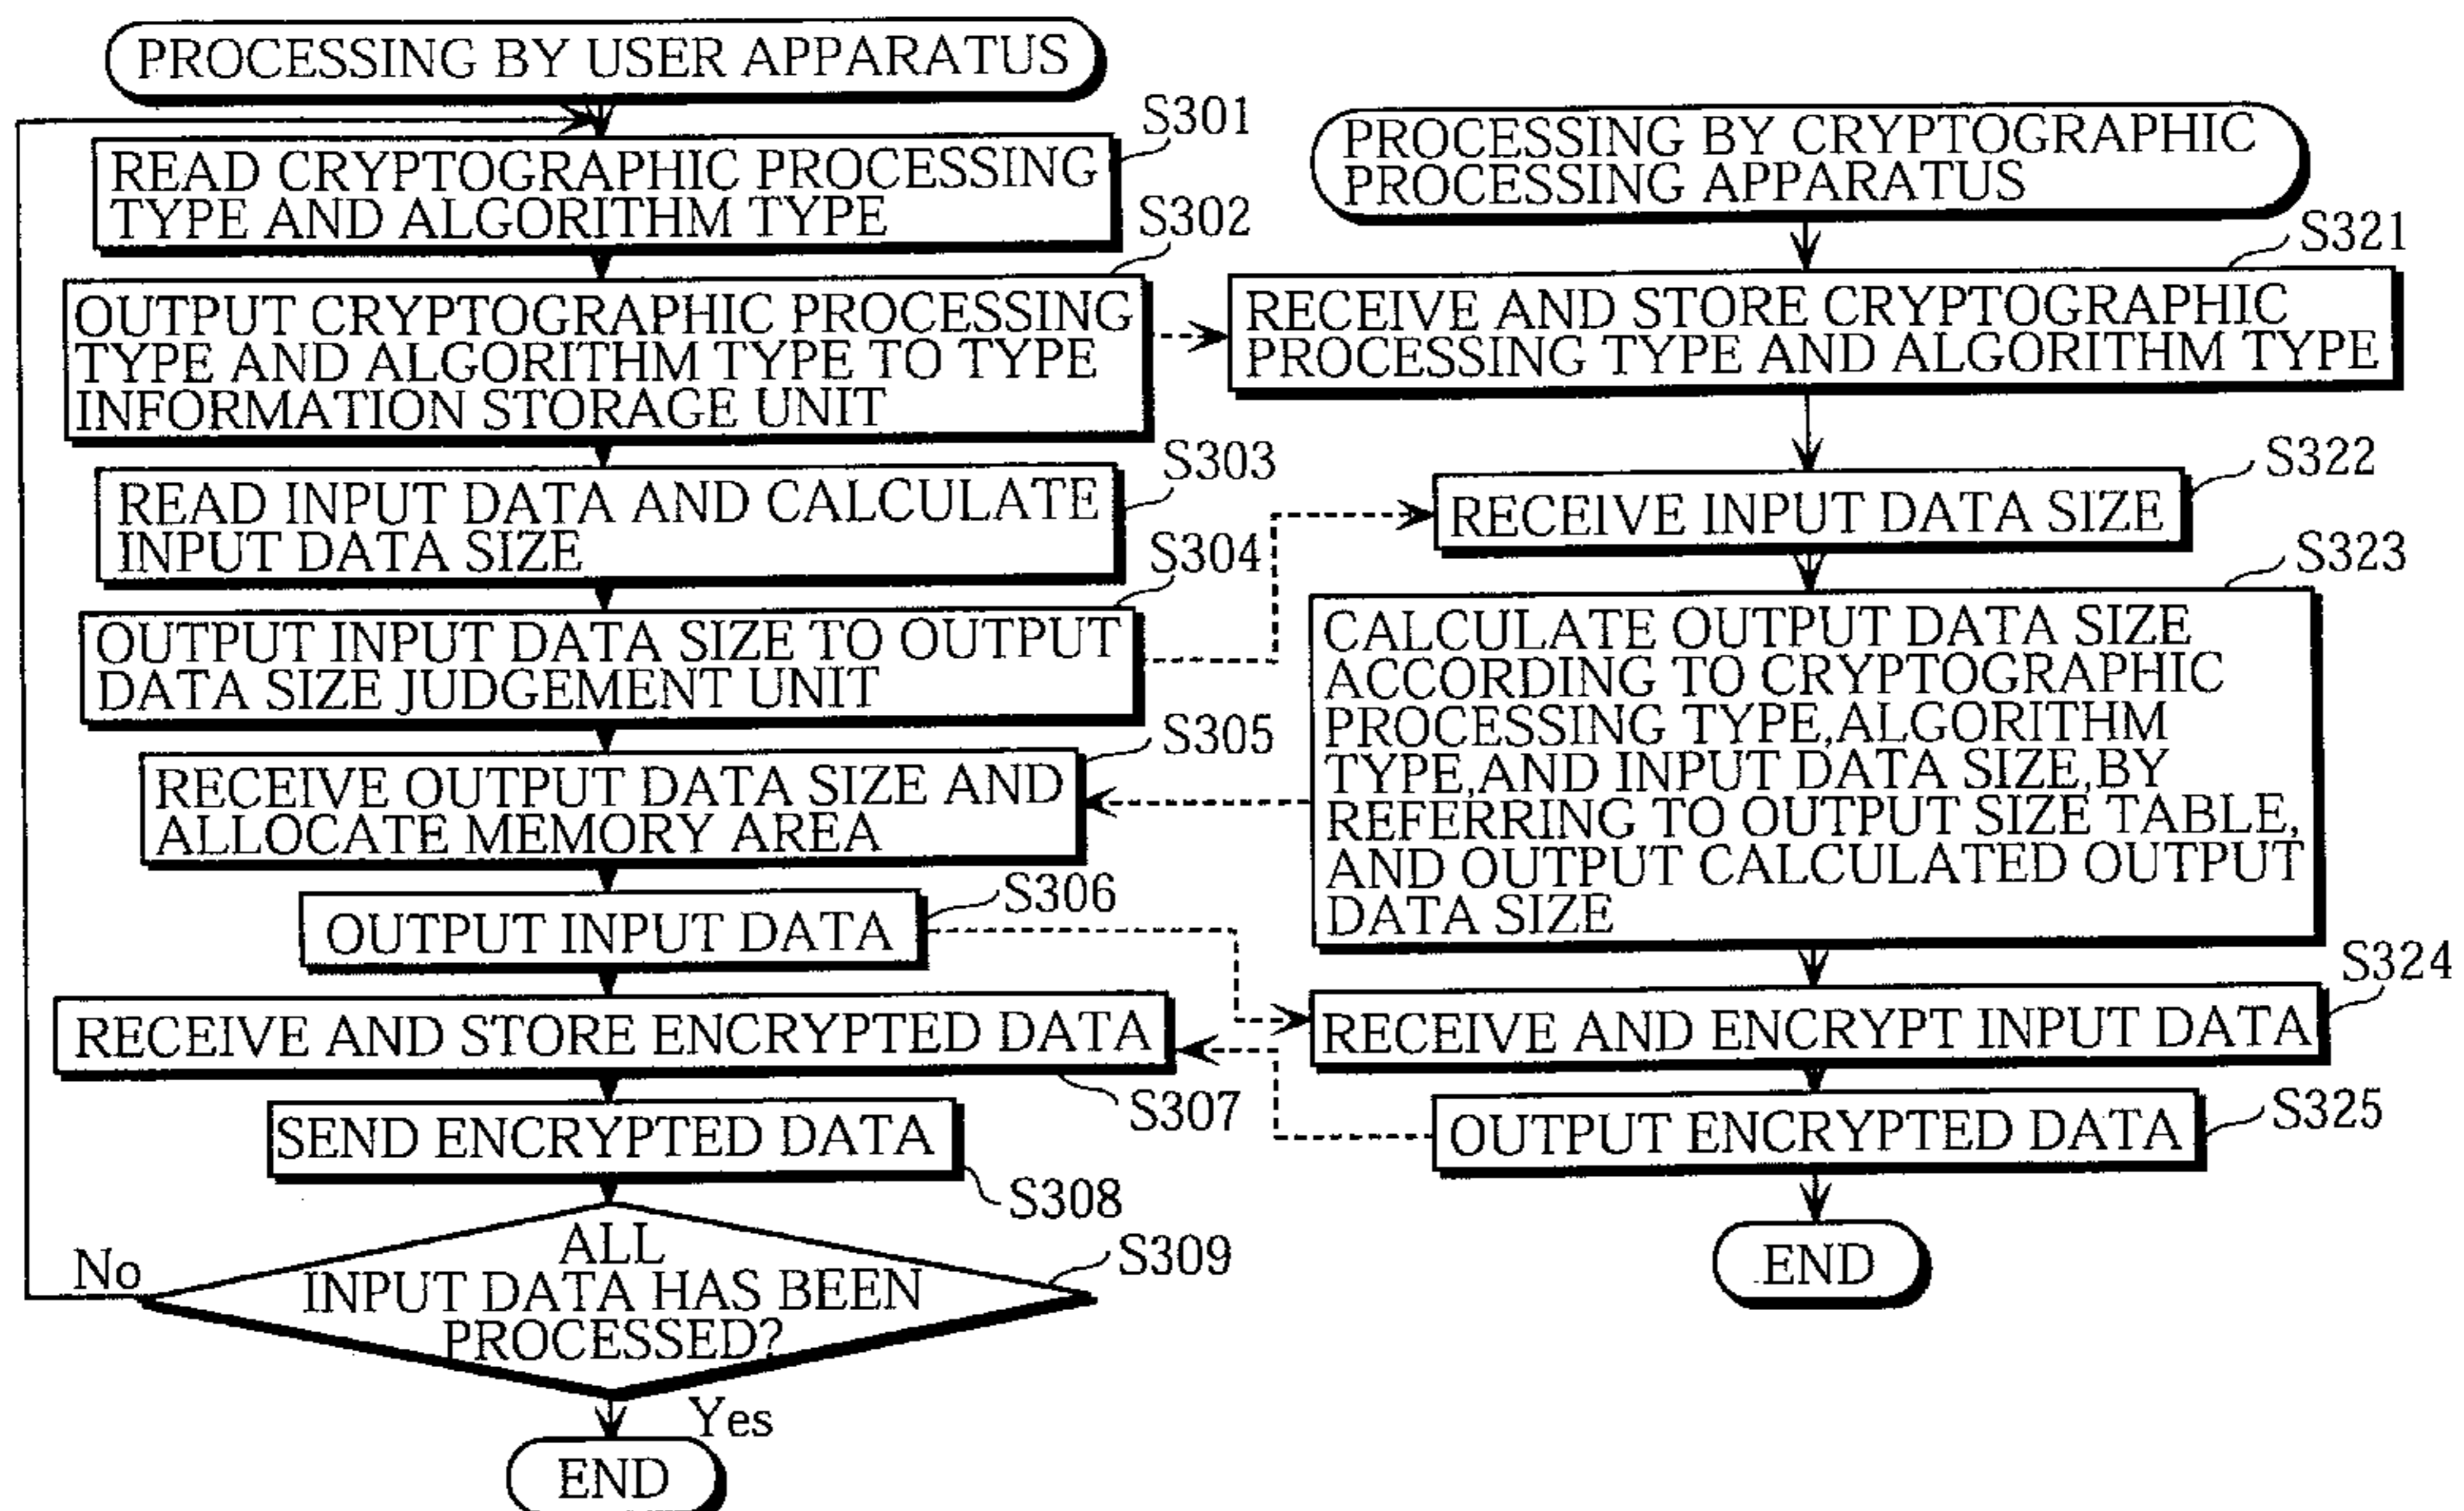 PROCESSING BY USER APPARATUS
S301
READ CRYPTOGRAPHIC PROCESSING
TYPE AND ALGORITHM TYPE
S302
OUTPUT CRYPTOGRAPHIC PROCESSING
TYPE AND ALGORITHM TYPE TO TYPE
INFORMATION STORAGE UNIT
S303
READ INPUT DATA AND CALCULATE
INPUT DATA SIZE
S304
OUTPUT INPUT DATA SIZE TO OUTPUT
DATA SIZE JUDGEMENT UNIT
S305
RECEIVE OUTPUT DATA SIZE AND
ALLOCATE MEMORY AREA
S306
OUTPUT INPUT DATA
RECEIVE AND STORE ENCRYPTED DATA
S307
SEND ENCRYPTED DATA
S308
ALL
INPUT DATA HAS BEEN
PROCESSED?
S309
No
Yes
END
PROCESSING BY CRYPTOGRAPHIC
PROCESSING APPARATUS
S321
RECEIVE AND STORE CRYPTOGRAPHIC
PROCESSING TYPE AND ALGORITHM TYPE
S322
RECEIVE INPUT DATA SIZE
S323
CALCULATE OUTPUT DATA SIZE
ACCORDING TO CRYPTOGRAPHIC
PROCESSING TYPE,ALGORITHM
TYPE,AND INPUT DATA SIZE,BY
REFERRING TO OUTPUT SIZE TABLE,
AND OUTPUT CALCULATED OUTPUT
DATA SIZE
S324
RECEIVE AND ENCRYPT INPUT DATA
OUTPUT ENCRYPTED DATA
S325
END